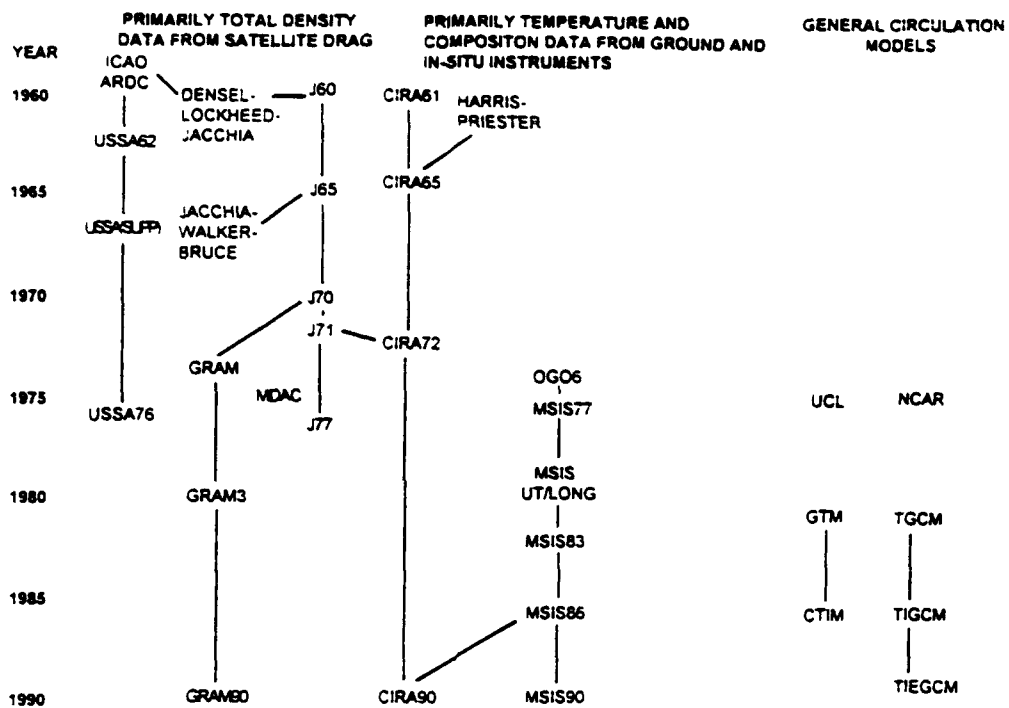 PRIMARILY TOTAL DENSITY
DATA FROM SATELLITE DRAG
PRIMARILY TEMPERATURE AND
COMPOSITON DATA FROM GROUND AND
IN-SITU INSTRUMENTS
GENERAL CIRCULATION
MODELS
YEAR
ICAO
ARDC
1960
DENSEL-
LOCKHEED-
JACCHIA
J60
CIRA61
HARRIS-
PRIESTER
USSA62
1965
J65
CIRA65
USSA(SUPP)
JACCHIA-
WALKER-
BRUCE
1970
J70
J71
CIRA72
GRAM
OGO6
1975
MDAC
MSIS77
UCL
NCAR
USSA76
J77
MSIS
UT/LONG
1980
GRAM3
GTM
TGCM
MSIS83
1985
MSIS86
CTIM
TIGCM
TIEGCM
1990
GRAM90
CIRA90
MSIS90